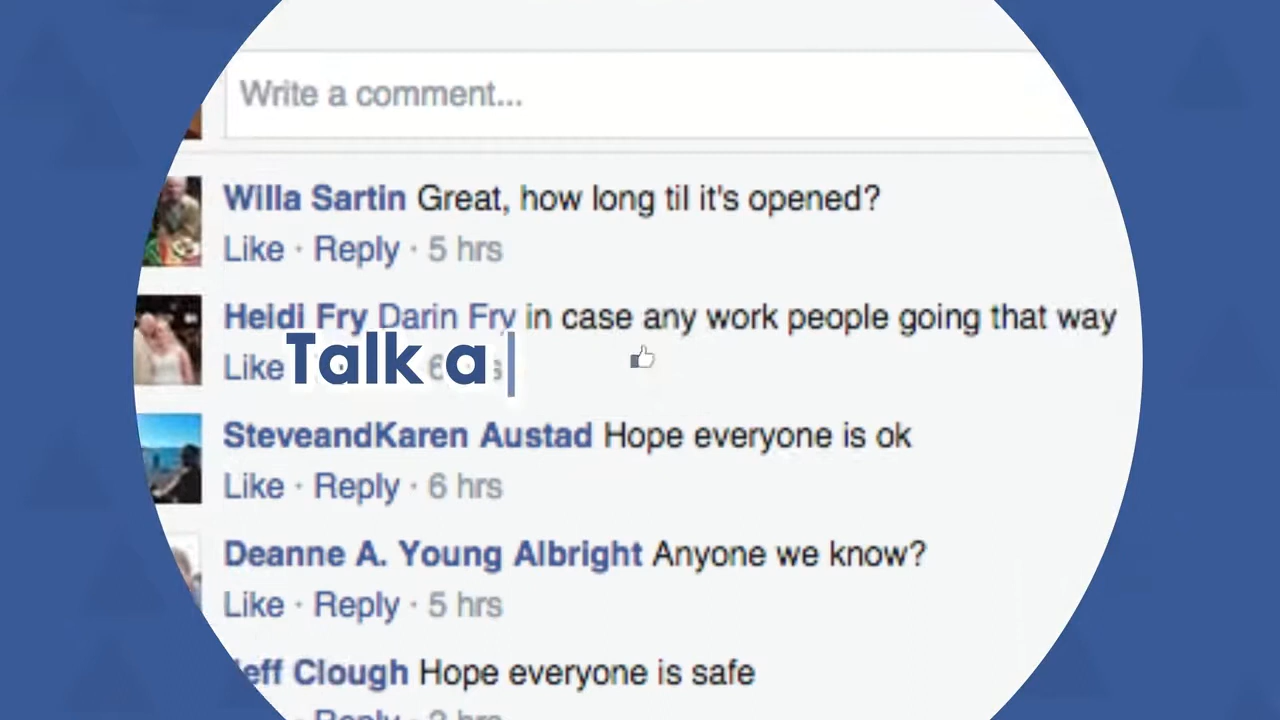 Write a comment...
Willa Sartin Great, how long til it's opened?
Like · Reply · 5 hrs
Heidi Fry Darin Fry in case any work people going that way
Like
Talk a
SteveandKaren Austad Hope everyone is ok
Like · Reply · 6 hrs
Deanne A. Young Albright Anyone we know?
Like · Reply · 5 hrs
eff Clough Hope everyone is safe